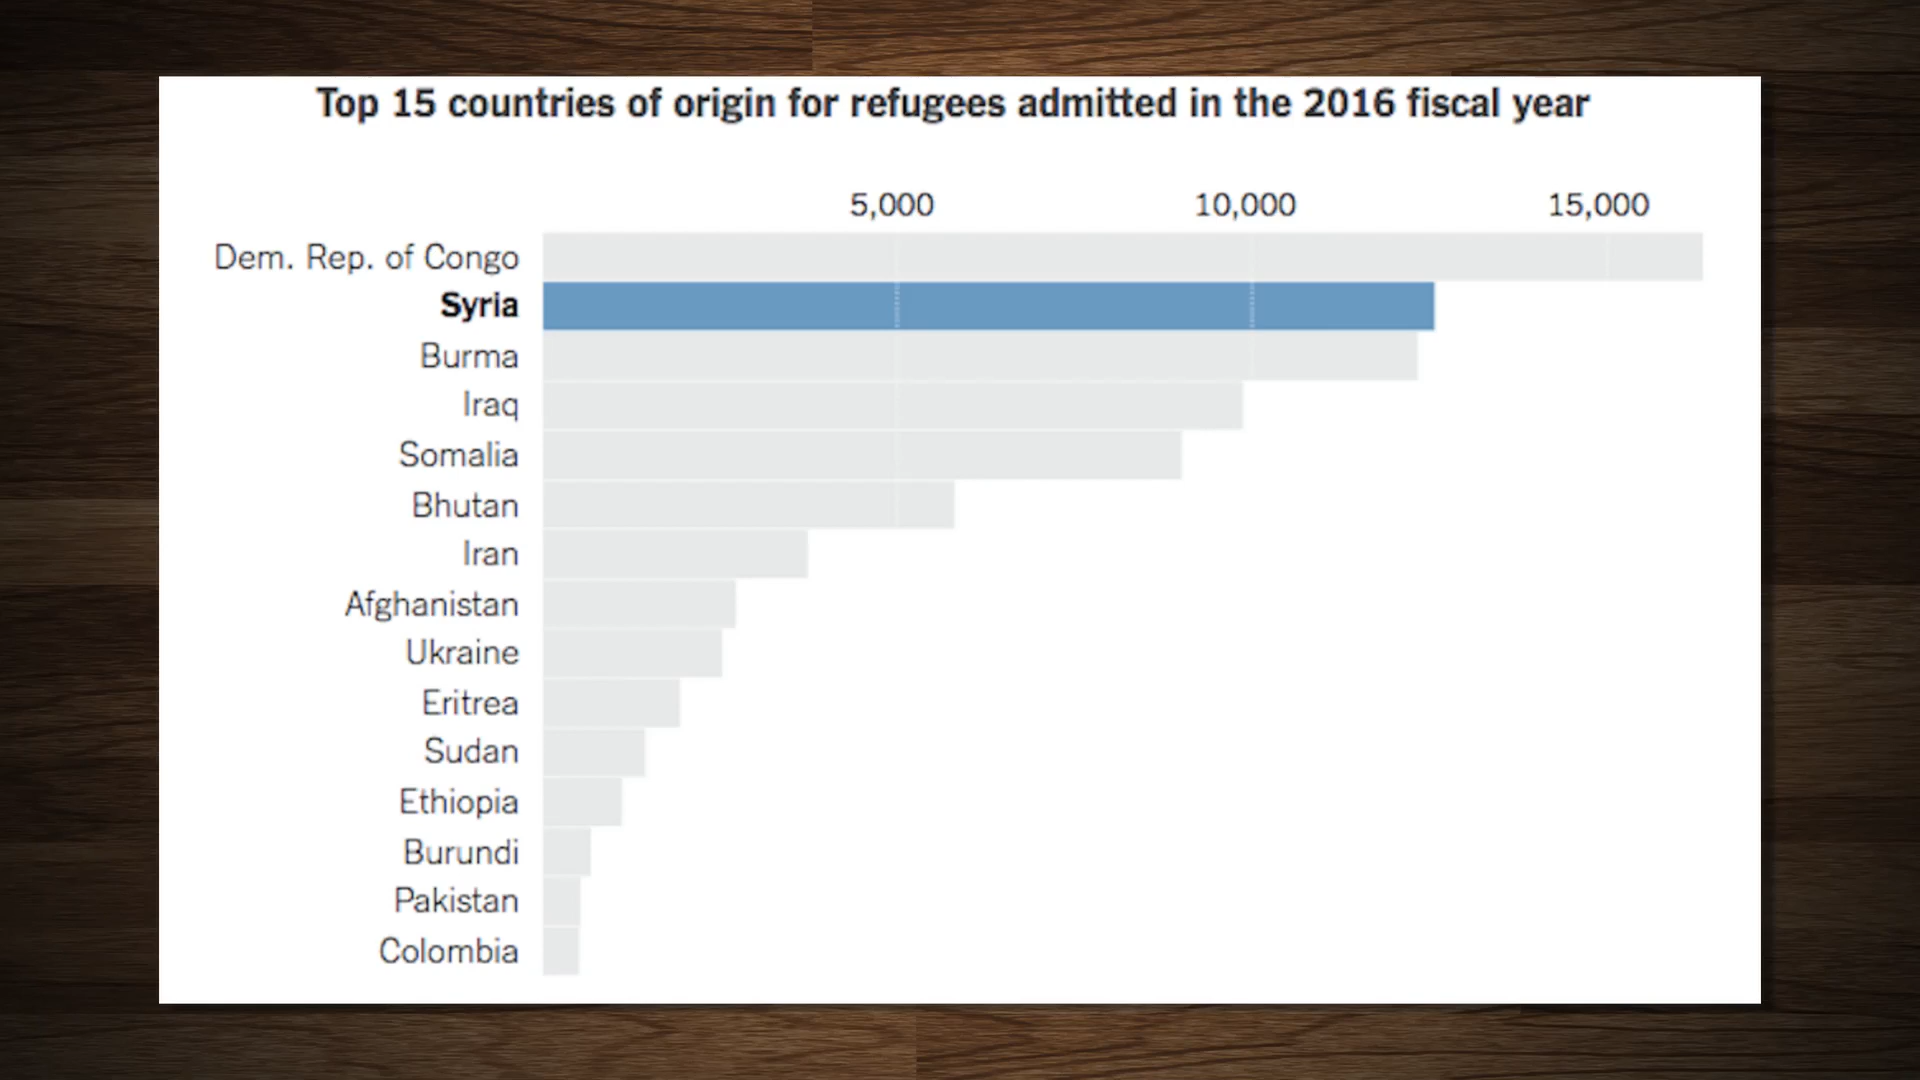 Top 15 countries of origin for refugees admitted in the 2016 fiscal year
5,000 10,000 15,000
Dem. Rep. of Congo
Syria
Burma
Iraq
Somalia
Bhutan
Iran
Afghanistan
Ukraine
Eritrea
Sudan
Ethiopia
Burundi
Pakistan
Colombia